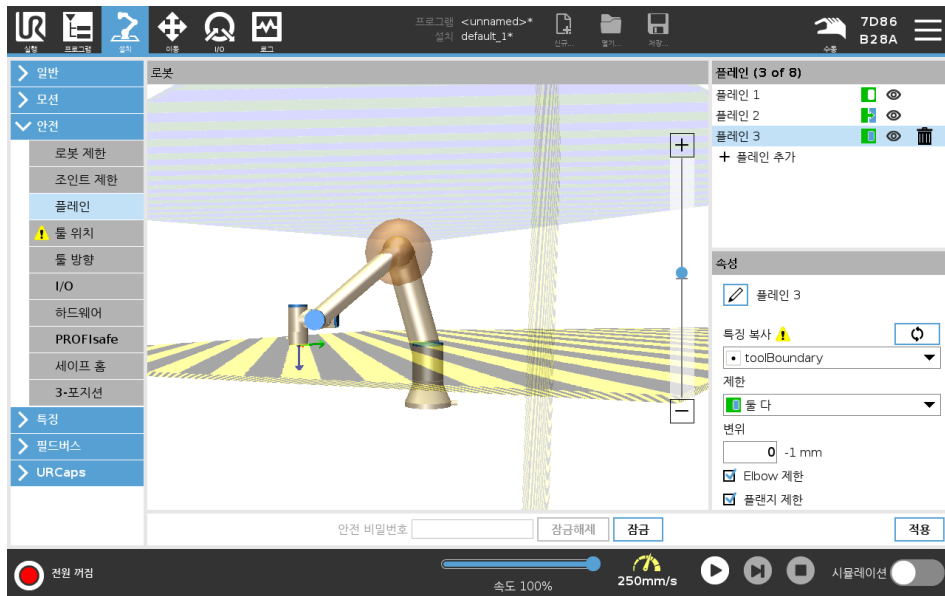 UR
실행
프로그램
설치
이동
I/O
로그
프로그램 <unnamed>*
설치 default_1*
신규...
열기...
저장...
수동
7D86
B28A
일반
모션
안전
로봇 제한
조인트 제한
플레인
툴 위치
툴 방향
I/O
하드웨어
PROFIsafe
세이프 홈
3-포지션
특징
필드버스
URCaps
로봇
플레인 (3 of 8)
플레인 1
플레인 2
플레인 3
+ 플레인 추가
속성
플레인 3
특징 복사
toolBoundary
제한
둘 다
변위
0 -1 mm
Elbow 제한
플랜지 제한
안전 비밀번호
잠금해제
잠금
적용
전원 꺼짐
속도 100%
250mm/s
시뮬레이션